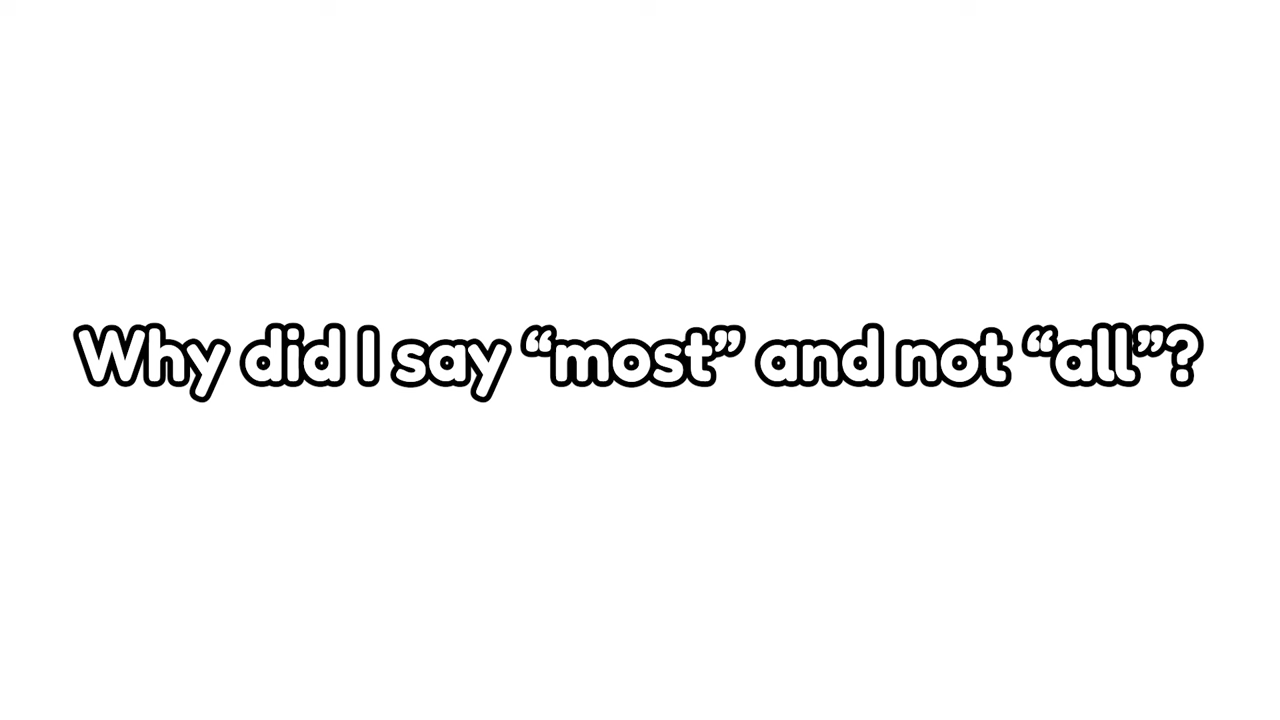 Why did I say “most” and not “all”?